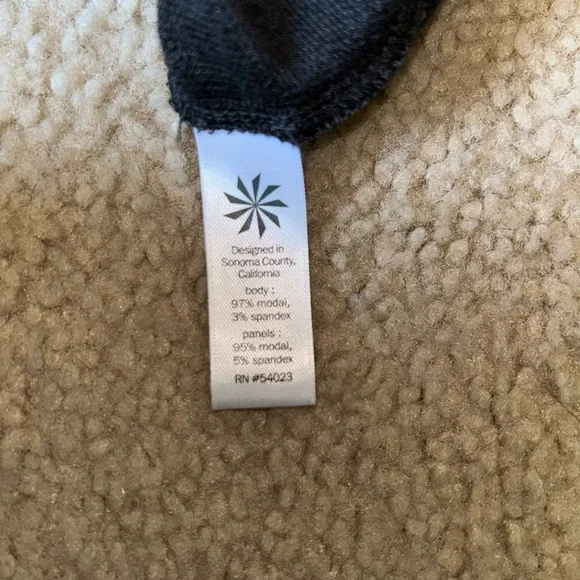 Designed in
Sonoma County,
California
body :
97% modal,
3% spandex
panels :
95% modal,
5% spandex
RN #54023